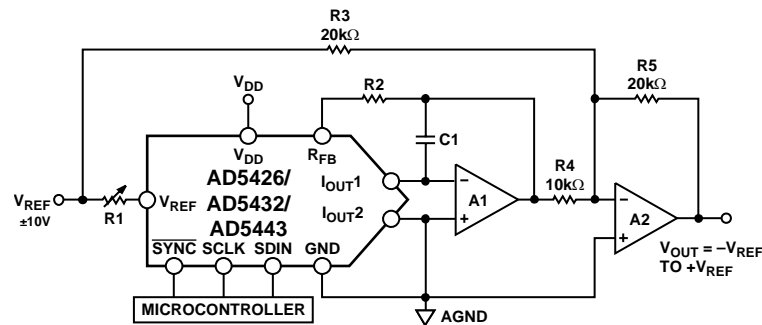 R3
20kΩ
R5
20kΩ
R2
VDD
C1
VDD
RFB
AD5426/
AD5432/
AD5443
IOUT1
IOUT2
R4
10kΩ
A1
A2
VREF
±10V
R1
VREF
SYNC SCLK SDIN GND
VOUT = –VREF
TO +VREF
MICROCONTROLLER
AGND